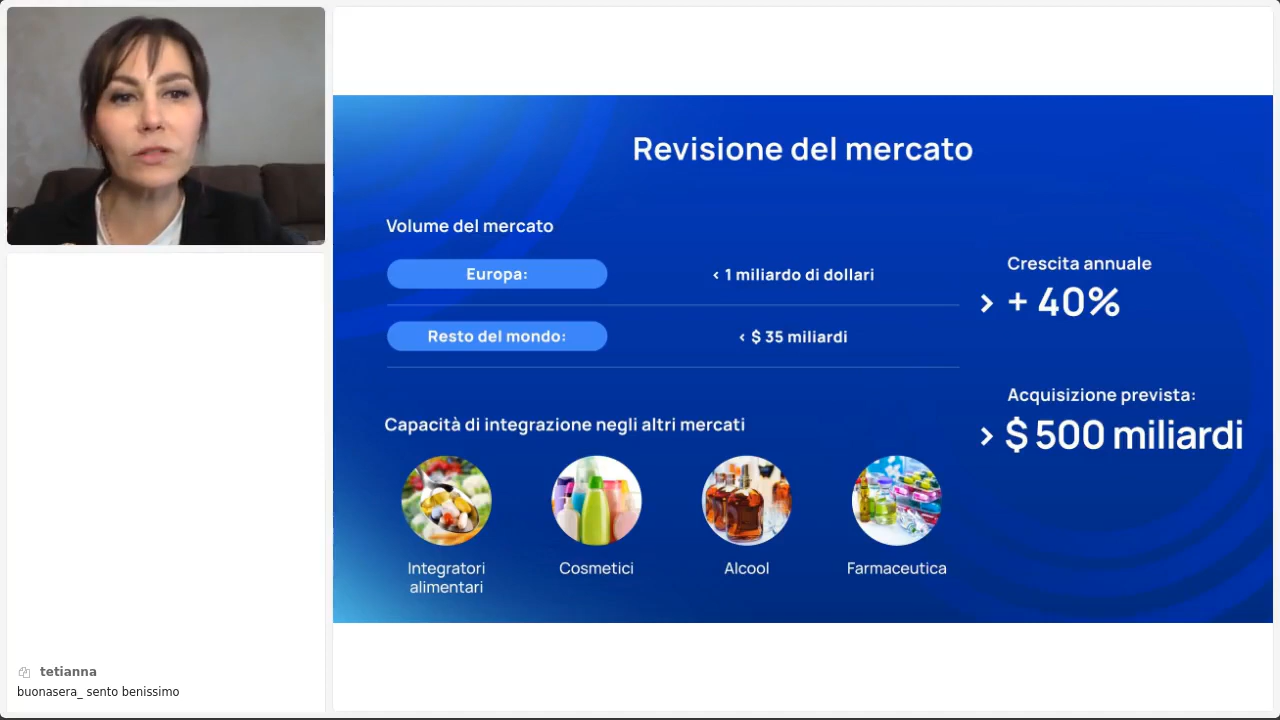 Revisione del mercato
Volume del mercato
Europa:
< 1 miliardo di dollari
Resto del mondo:
< $ 35 miliardi
Crescita annuale
> + 40%
Acquisizione prevista:
> $ 500 miliardi
Capacità di integrazione negli altri mercati
Integratori
alimentari
Cosmetici
Alcool
Farmaceutica
tetianna
buonasera_ sento benissimo